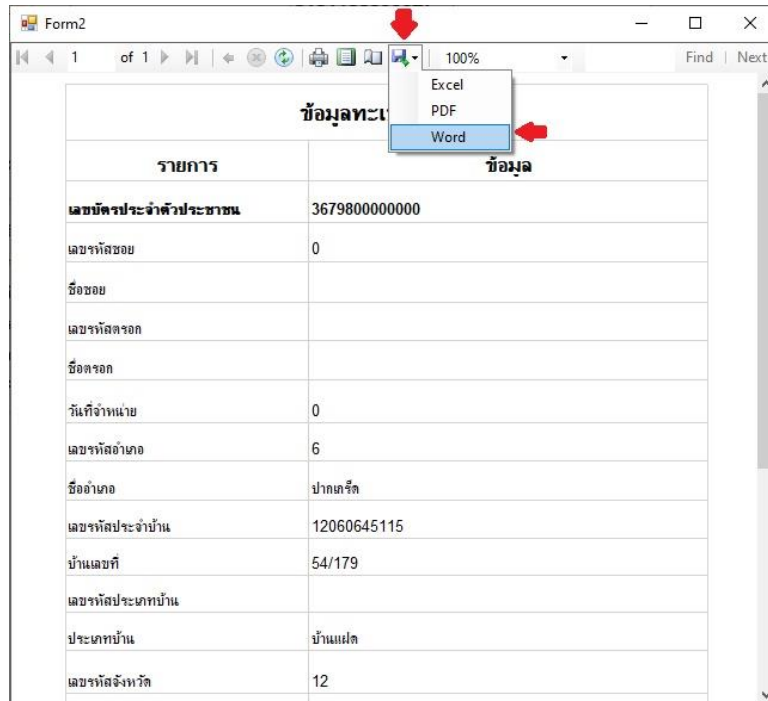 Form2
1 of 1 100% Find | Next
Excel
PDF
Word
รายการ ข้อมูล
เลขบัตรประจำตัวประชาชน 3679800000000
เลขรหัสซอย 0
ชื่อซอย
เลขรหัสตรอก
ชื่อตรอก
วันที่จำหน่าย 0
เลขรหัสอำเภอ 6
ชื่ออำเภอ ปากเกร็ด
เลขรหัสประจำบ้าน 12060645115
บ้านเลขที่ 54/179
เลขรหัสประเภทบ้าน
ประเภทบ้าน บ้านแฝด
เลขรหัสจังหวัด 12